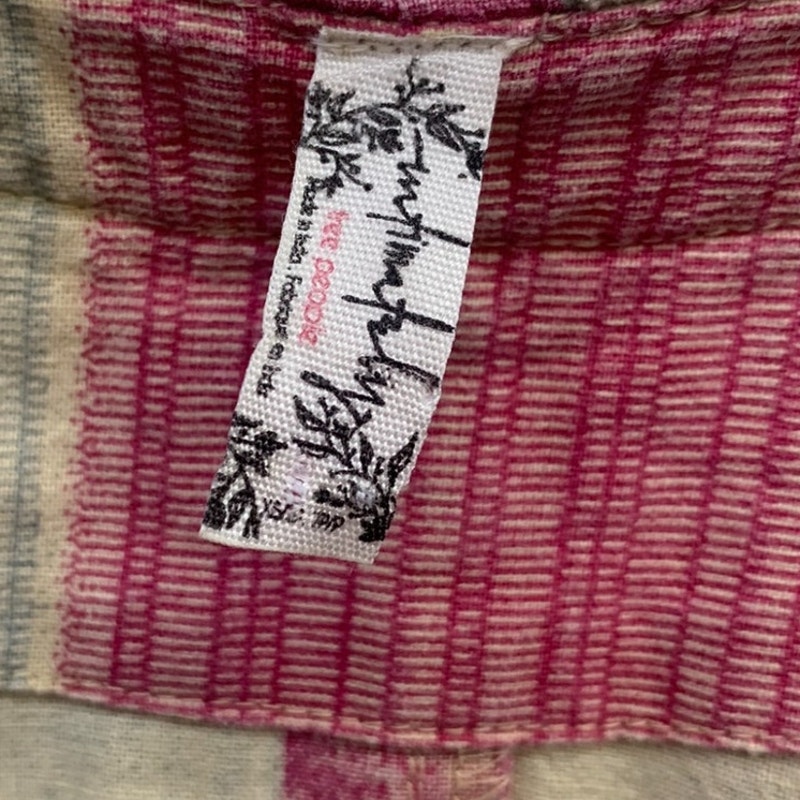 Intimately
free people
Made in India . Fabriqué en Inde